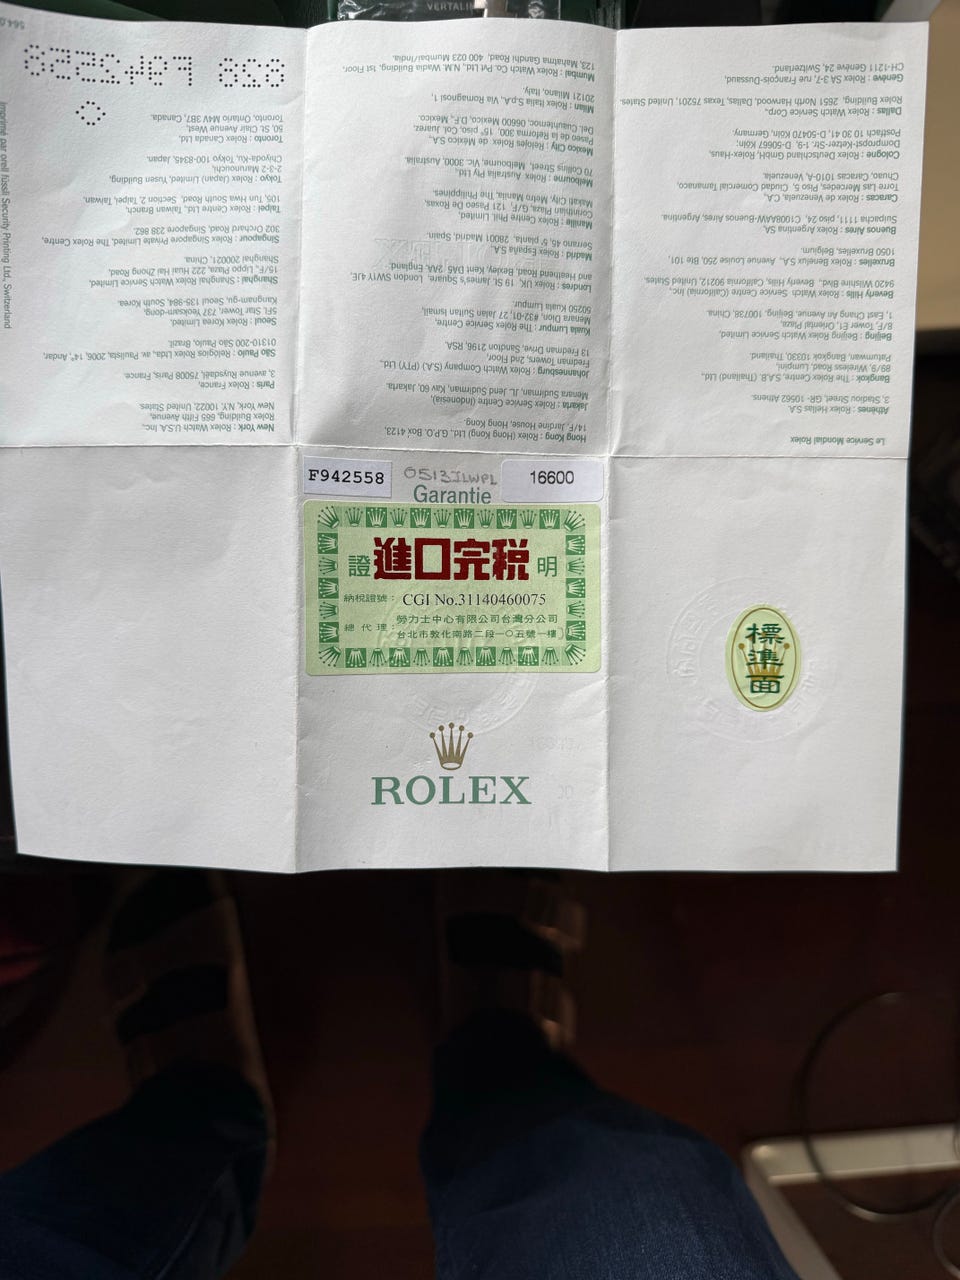 VERTALIN
F942558
16600
Garantie
證 進口完稅 明
納稅證號： CGI No.31140460075
總代理：
勞力士中心有限公司台灣分公司
台北市敦化南路二段一〇五號一樓
ROLEX
標準面
Le Service Mondial Rolex
Athènes : Rolex Hellas S.A.
3, Stadiou Street, GR- 10562 Athens
Bangkok : The Rolex Centre, S.A.B. (Thailand) Ltd.,
89/9, Wireless Road, Lumpini,
Patumwan, Bangkok 10330, Thailand.
Beijing : Rolex Watch Service Limited.
8/F, Tower E1, Oriental Plaza,
1, East Chang An Avenue, Beijing, 100738, China.
Beverly Hills : Rolex Watch Service Centre (California) Inc.,
9420 Wilshire Blvd., Beverly Hills, California 90212, United States
Bruxelles : Rolex Benelux S.A., Avenue Louise 250, Bte 101,
1050 Bruxelles, Belgium.
Buenos Aires : Rolex Argentina SA,
Suipacha 1111, piso 24, C1008AAW-Buenos Aires, Argentina
Caracas : Rolex de Venezuela, C.A.,
Torre Las Mercedes, Piso 5, Ciudad Comercial Tamanaco,
Chuao, Caracas 1010-A, Venezuela.
Cologne : Rolex Deutschland GmbH, Rolex-Haus,
Dompropst-Ketzer-Str. 1-9, D-50667 Köln;
Postfach 10 30 41, D-50470 Köln, Germany
Dallas : Rolex Watch Service Corp.,
Rolex Building, 2651 North Harwood, Dallas, Texas 75201, United States
Genève : Rolex SA 3-7, rue François-Dussaud,
CH-1211 Genève 24, Switzerland.
Hong Kong : Rolex (Hong Kong) Ltd., G.P.O. Box 4123,
14/F, Jardine House, Hong Kong.
Jakarta : Rolex Service Centre (Indonesia),
Menara Sudirman, JL. Jend Sudirman, Kav 60, Jakarta
Johannesburg : Rolex Watch Company (S.A.) (PTY) Ltd.,
Fredman Towers, 2nd Floor,
13 Fredman Drive, Sandton 2196, RSA
Kuala Lumpur : The Rolex Service Centre,
Menara Dion, #32-01, 27 Jalan Sultan Ismail,
50250 Kuala Lumpur.
Londres : Rolex UK, 19 St. James's Square, London SW1Y 4JE
and Heatherd Road, Bexley, Kent DA5 2AA, England
Madrid : Rolex España S.A.,
Serrano 45, 5ª planta, 28001 Madrid, Spain.
Manille : Rolex Centre Phil Limited,
Corinthian Plaza, G/F, 121 Paseo De Roxas,
Makati City, Metro Manila, The Philippines.
Melbourne : Rolex Australia Pty Ltd.,
70 Collins Street, Melbourne, Vic. 3000, Australia.
Mexico City : Relojes Rolex de Mexico S.A.,
Paseo de la Reforma 300, 15° piso, Col. Juarez,
Del. Cuauhtemoc, 06600 Mexico, D.F., Mexico
Milan : Rolex Italia S.p.A., Via Romagnosi 1,
20121 Milano, Italy.
Mumbai : Rolex Watch Co. Pvt Ltd., N.M. Wadia Building, 1st Floor,
123, Mahatma Gandhi Road, 400 023 Mumbai/India.
New York : Rolex Watch U.S.A. Inc.,
Rolex Building, 665 Fifth Avenue,
New York, N.Y. 10022, United States
Paris : Rolex France,
3, avenue Ruysdaël, 75008 Paris, France.
São Paulo : Relógios Rolex Ltda, av. Paulista, 2006, 14°, Andar,
01310-200 São Paulo, Brazil.
Seoul : Rolex Korea Limited,
5Fl, Star Tower, 737 Yeoksam-dong,
Kangnam-gu, Seoul 135-984, South Korea
Shanghai : Shanghai Rolex Watch Service Limited,
15/F., Lippo Plaza, 222 Huai Hai Zhong Road,
Shanghai 200021, China.
Singapour : Rolex Singapore Private Limited, The Rolex Centre,
302 Orchard Road, Singapore 238 862.
Taipei : Rolex Centre Ltd., Taiwan Branch,
105, Tun Hwa South Road, Section 2, Taipei, Taiwan.
Tokyo : Rolex (Japan) Limited, Yusen Building,
2-3-2 Marunouchi,
Chiyoda-Ku, Tokyo 100-8345, Japan
Toronto : Rolex Canada Ltd.
50, St. Clair Avenue West,
Toronto, Ontario M4V 3B7, Canada.
F942558
Imprimé par orell füssli Security Printing Ltd, Switzerland
564.0